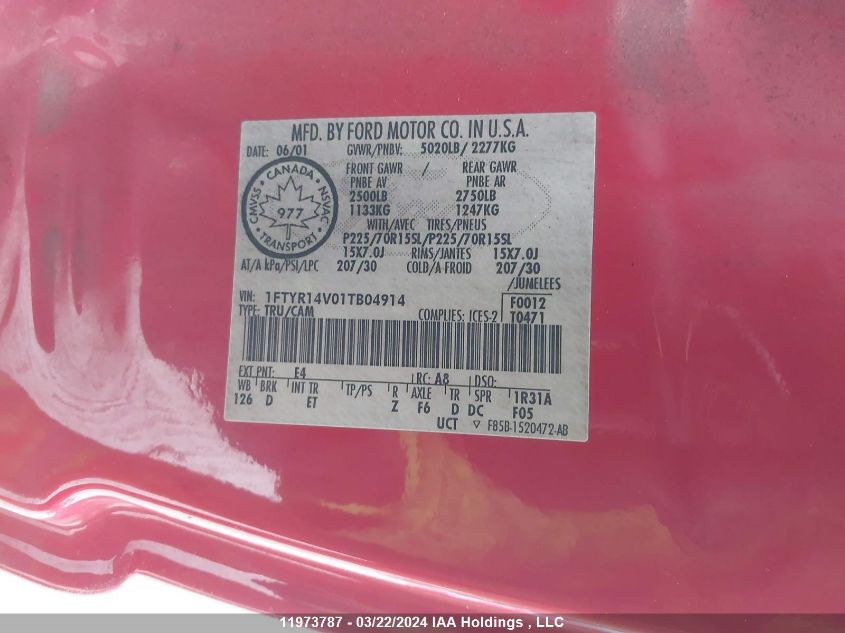 MFD. BY FORD MOTOR CO. IN U.S.A.
DATE: 06/01 GVWR/PNBV: 5020LB/ 2277KG
FRONT GAWR / REAR GAWR
PNBE AV PNBE AR
2500LB 2750LB
1133KG 1247KG
WITH/AVEC TIRES/PNEUS
P225/70R15SL/P225/70R15SL
15X7.0J RIMS/JANTES 15X7.0J
AT/A kPa/PSI/LPC 207/30 COLD/A FROID 207/30
/JUMELEES
CANADA
CMVSS NSVAC
977
TRANSPORT
VIN: 1FTYR14V01TB04914 F0012
TYPE: TRU/CAM COMPLIES: ICES-2 T0471
EXT PNT: E4 RC: A8 DSO:
WB BRK INT TR TP/PS R AXLE TR SPR 1R31A
126 D ET Z F6 D DC F05
UCT ▽ F85B-1520472-AB
11973787 - 03/22/2024 IAA Holdings , LLC